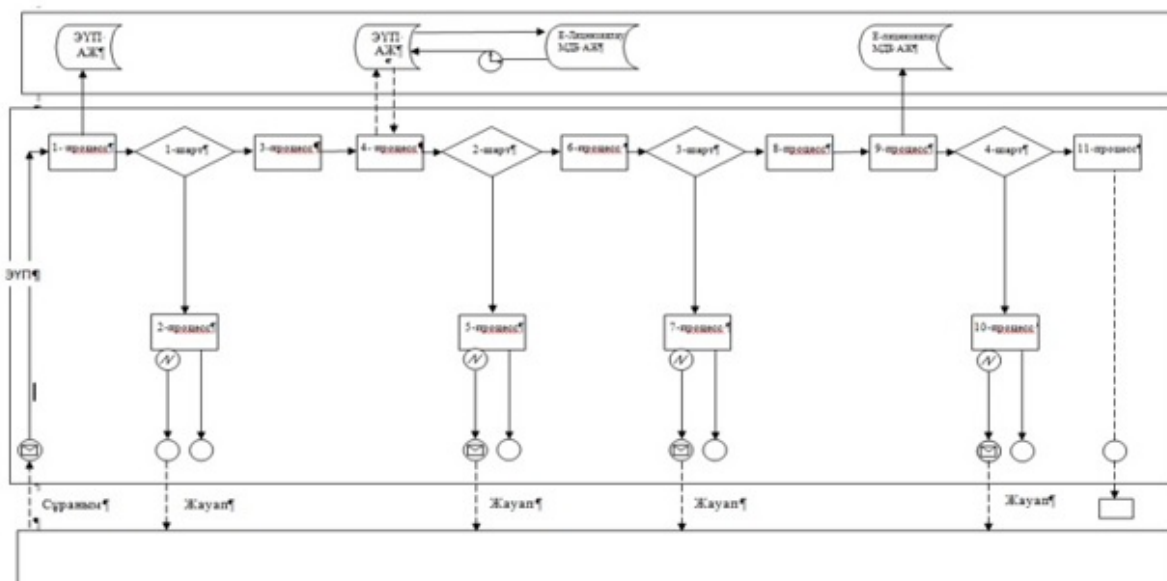 ЭҮП-
АЖ¶
ЭҮП-
АЖ¶
Е-Лицензиялау
МДБ-АЖ¶
Е-лицензиялау
МДБ-АЖ¶
1- процесс¶
1-шарт¶
3-процесс¶
4- процесс¶
2-шарт¶
6-процесс¶
3-шарт¶
8-процесс¶
9-процесс¶
4-шарт¶
11-процесс¶
ЭҮП¶
2-процесс¶
5-процесс¶
7-процесс¶
10-процесс¶
Сұраным¶
Жауап¶
Жауап¶
Жауап¶
Жауап¶